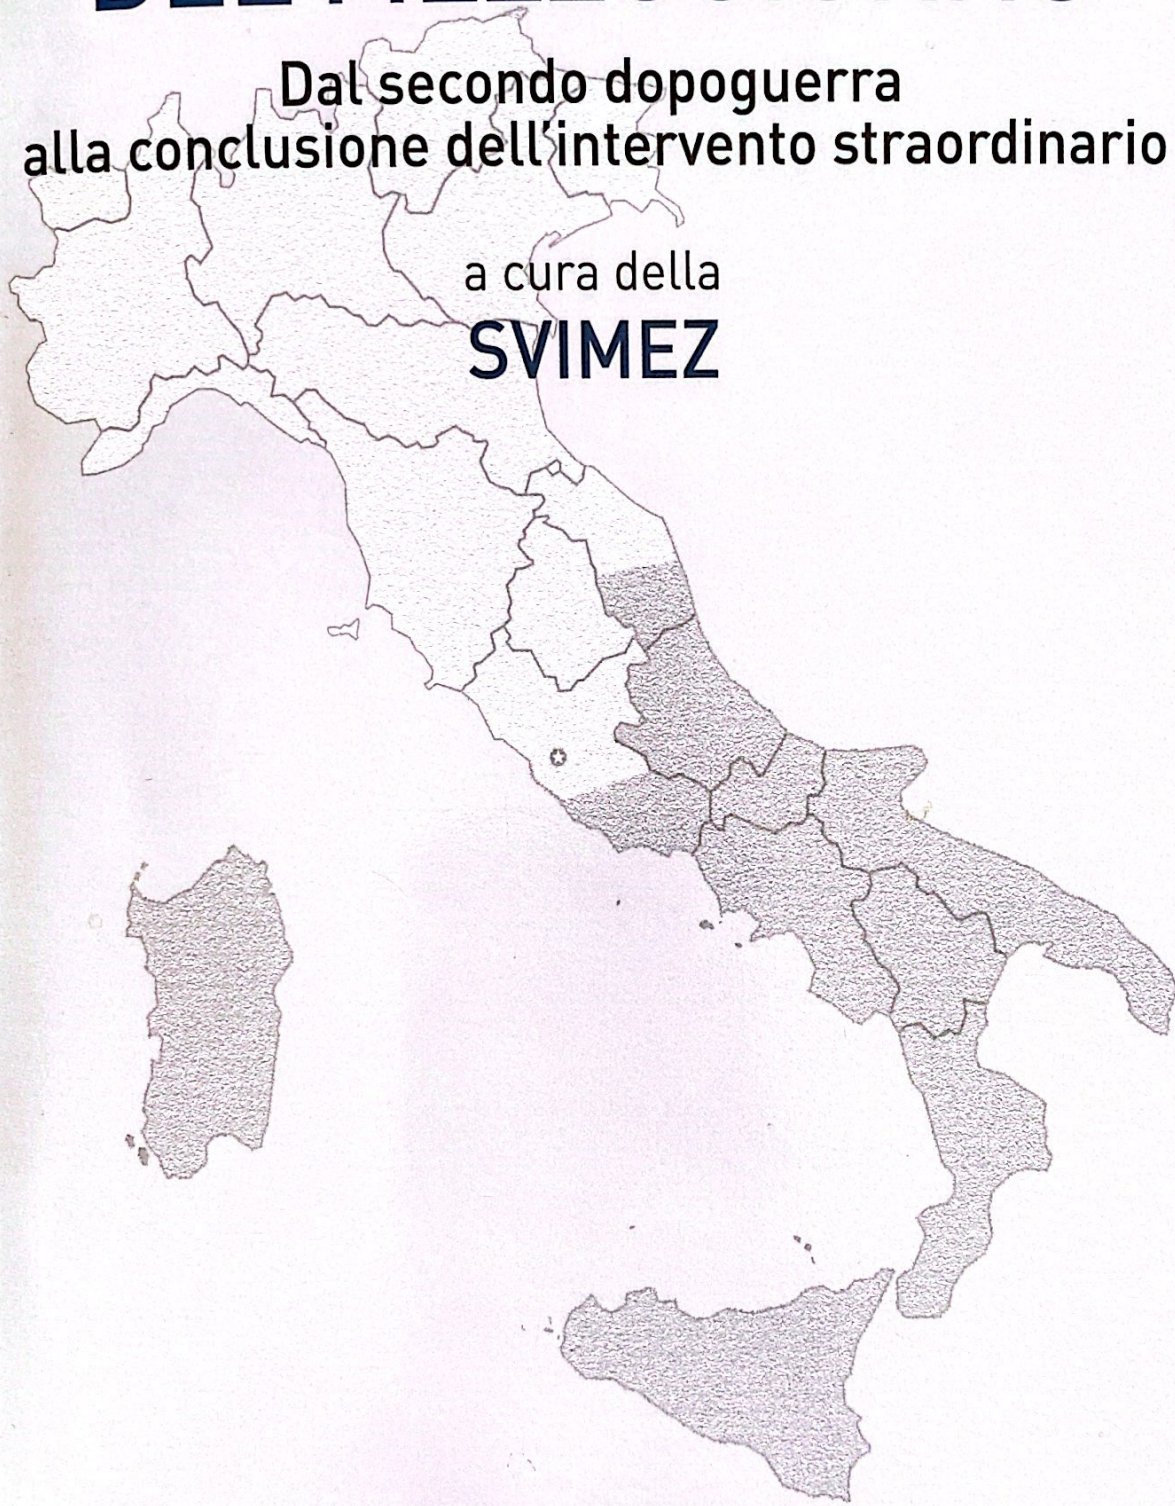 Dal secondo dopoguerra
alla conclusione dell'intervento straordinario
a cura della
SVIMEZ